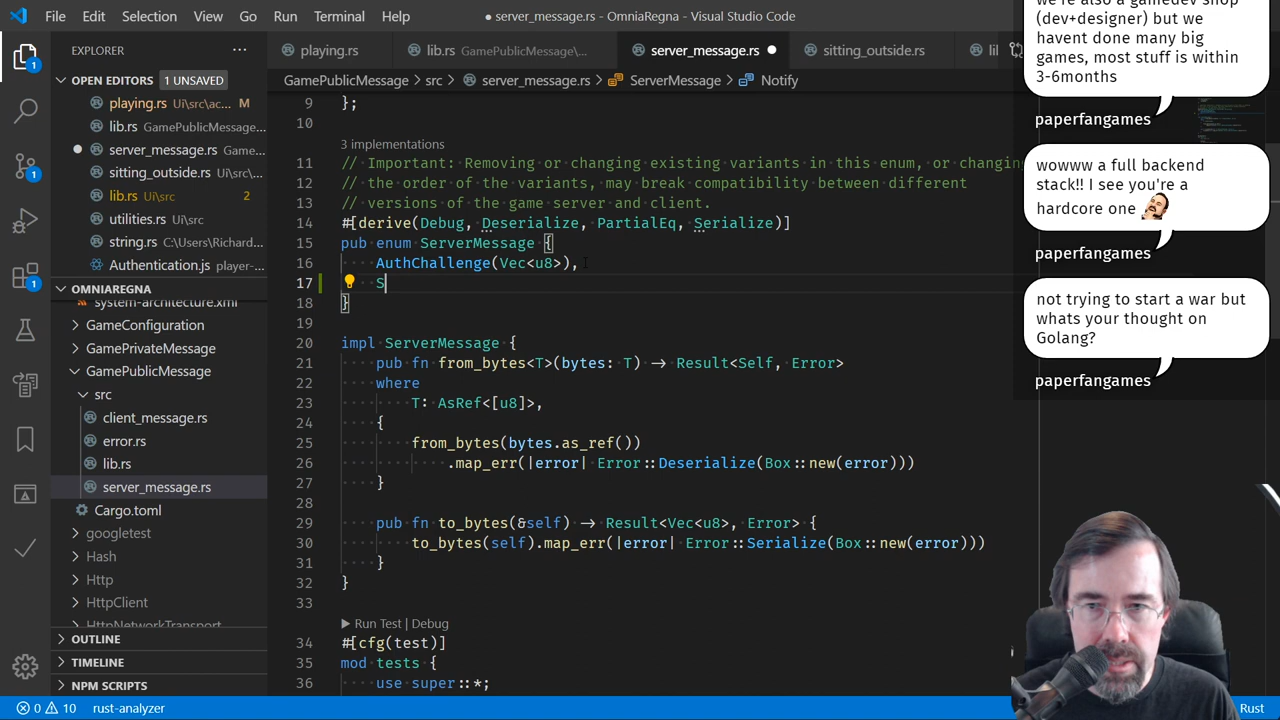 File Edit Selection View Go Run Terminal Help
● server_message.rs - OmniaRegna - Visual Studio Code
EXPLORER
OPEN EDITORS 1 UNSAVED
playing.rs Ui\src\ac... M
lib.rs GamePublicMessage...
server_message.rs Game...
sitting_outside.rs Ui\src\...
lib.rs Ui\src 2
utilities.rs Ui\src
string.rs C:\Users\Richard...
Authentication.js player-...
OMNIAREGNA
system-architecture.xml
GameConfiguration
GamePrivateMessage
GamePublicMessage
src
client_message.rs
error.rs
lib.rs
server_message.rs
Cargo.toml
googletest
Hash
Http
HttpClient
HttpNetworkTransport
OUTLINE
TIMELINE
NPM SCRIPTS
1
1
1
playing.rs
lib.rs GamePublicMessage\...
server_message.rs
sitting_outside.rs
li
GamePublicMessage > src > server_message.rs > ServerMessage > Notify
9 };
10
3 implementations
11 // Important: Removing or changing existing variants in this enum, or changing
12 // the order of the variants, may break compatibility between different
13 // versions of the game server and client.
14 #[derive(Debug, Deserialize, PartialEq, Serialize)]
15 pub enum ServerMessage {
16 AuthChallenge(Vec<u8>),
17 S
18 }
19
20 impl ServerMessage {
21 pub fn from_bytes<T>(bytes: T) → Result<Self, Error>
22 where
23 T: AsRef<[u8]>,
24 {
25 from_bytes(bytes.as_ref())
26 .map_err(|error| Error::Deserialize(Box::new(error)))
27 }
28
29 pub fn to_bytes(&self) → Result<Vec<u8>, Error> {
30 to_bytes(self).map_err(|error| Error::Serialize(Box::new(error)))
31 }
32 }
33
Run Test | Debug
34 #[cfg(test)]
35 mod tests {
36 use super::*;
we're also a gamedev shop
(dev+designer) but we
havent done many big
games, most stuff is within
3-6months
paperfangames
wowww a full backend
stack!! I see you're a
hardcore one
paperfangames
not trying to start a war but
whats your thought on
Golang?
paperfangames
0 10 rust-analyzer
Rust